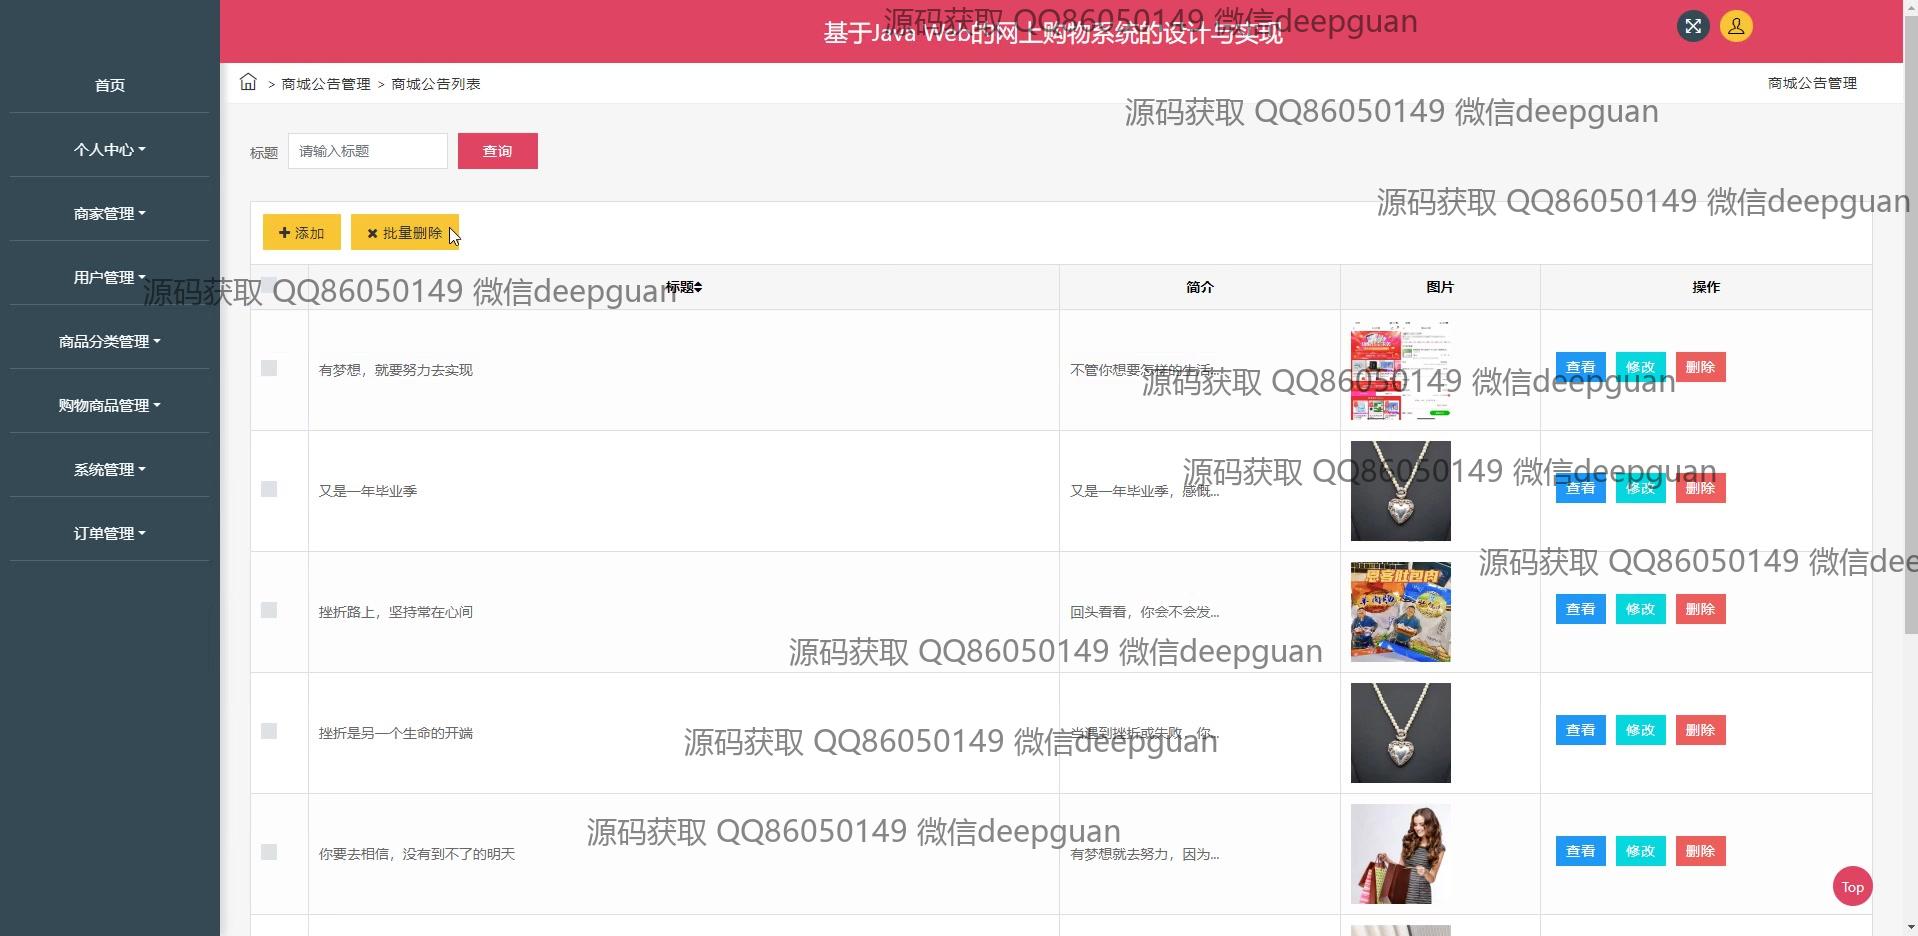 源码获取 QQ86050149 微信deepguan
基于Java Web的网上购物系统的设计与实现
首页
个人中心
商家管理
用户管理
商品分类管理
购物商品管理
系统管理
订单管理
> 商城公告管理 > 商城公告列表
商城公告管理
源码获取 QQ86050149 微信deepguan
标题 请输入标题 查询
源码获取 QQ86050149 微信deepguan
添加 批量删除
源码获取 QQ86050149 微信deepguan
标题 简介 图片 操作
有梦想，就要努力去实现 不管你想要怎样的生活... 查看 修改 删除
源码获取 QQ86050149 微信deepguan
源码获取 QQ86050149 微信deepguan
又是一年毕业季 又是一年毕业季，感慨... 查看 修改 删除
源码获取 QQ86050149 微信deep
挫折路上，坚持常在心间 回头看看，你会不会发... 查看 修改 删除
源码获取 QQ86050149 微信deepguan
挫折是另一个生命的开端 当遇到挫折或失败，你... 查看 修改 删除
源码获取 QQ86050149 微信deepguan
源码获取 QQ86050149 微信deepguan
你要去相信，没有到不了的明天 有梦想就去努力，因为... 查看 修改 删除
Top